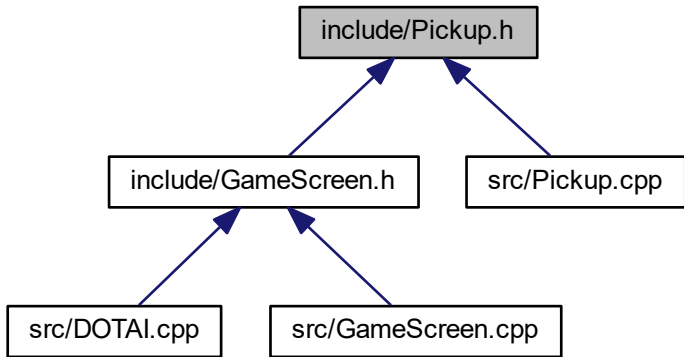 include/Pickup.h
include/GameScreen.h
src/Pickup.cpp
src/DOTAI.cpp
src/GameScreen.cpp